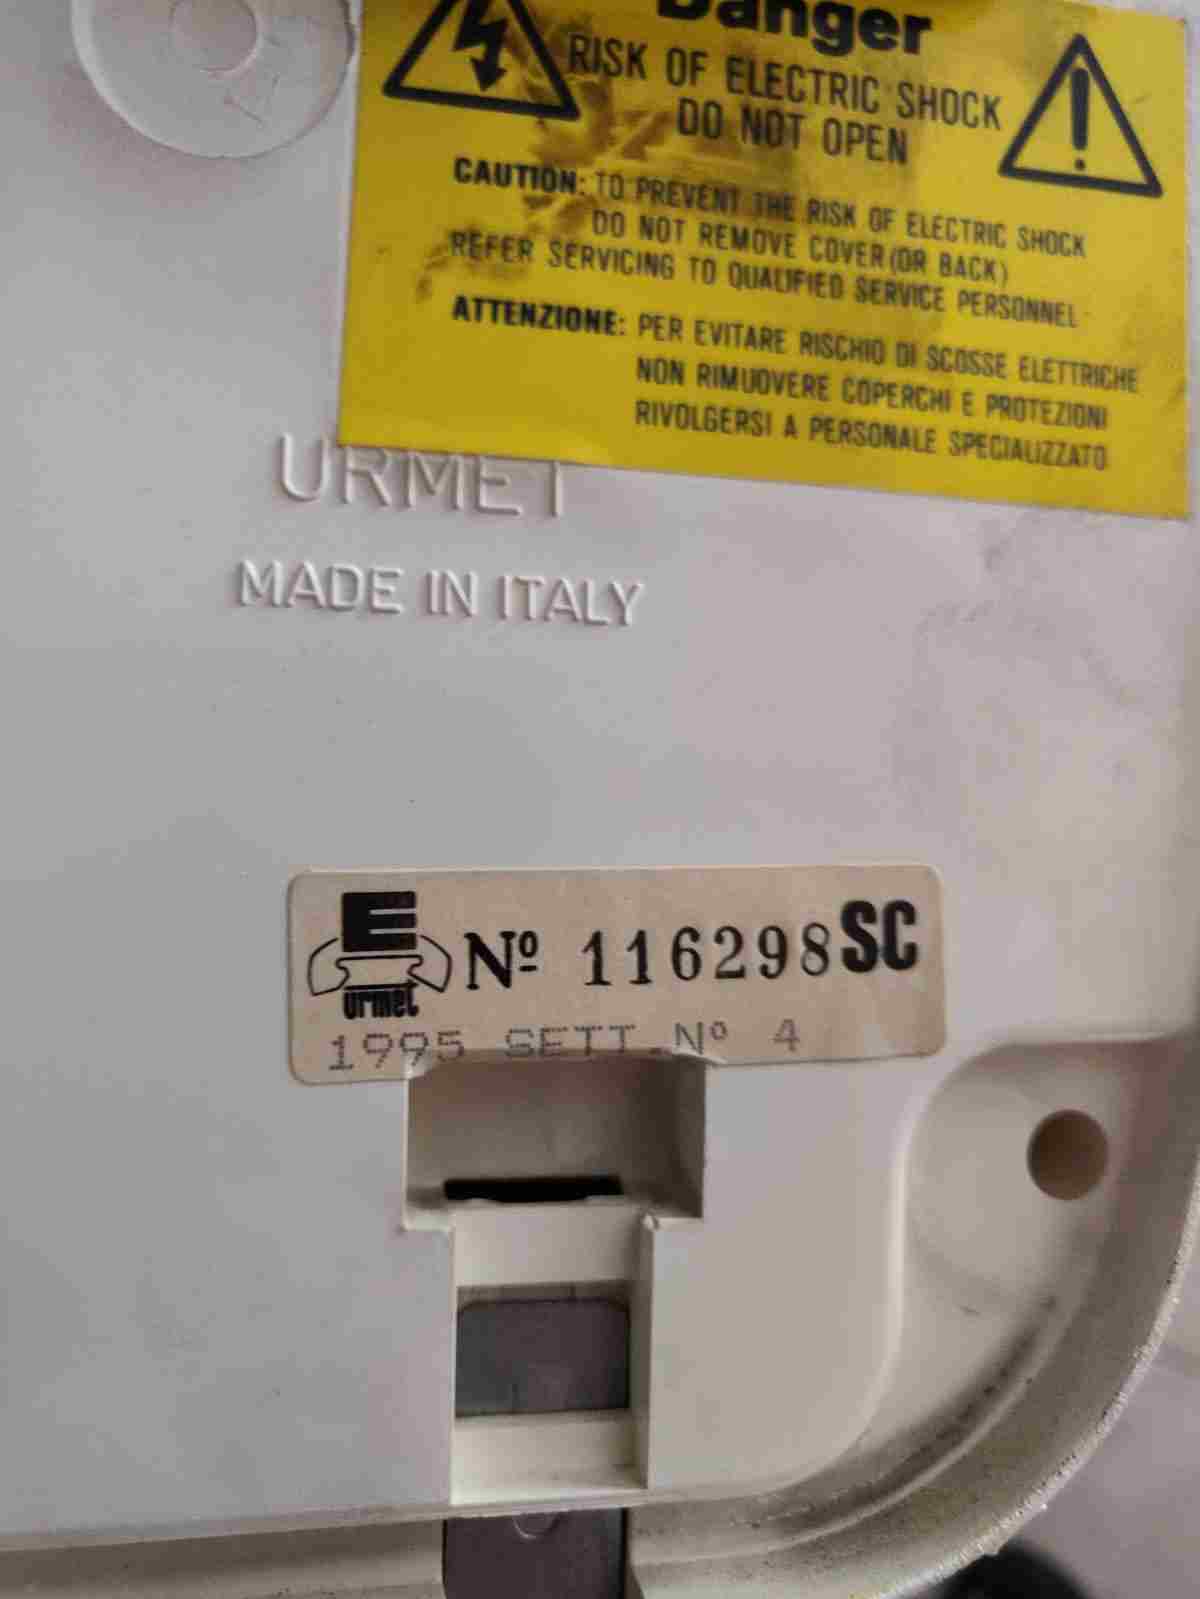 Danger
RISK OF ELECTRIC SHOCK
DO NOT OPEN
CAUTION: TO PREVENT THE RISK OF ELECTRIC SHOCK
DO NOT REMOVE COVER (OR BACK)
REFER SERVICING TO QUALIFIED SERVICE PERSONNEL
ATTENZIONE: PER EVITARE RISCHIO DI SCOSSE ELETTRICHE
NON RIMUOVERE COPERCHI E PROTEZIONI
RIVOLGERSI A PERSONALE SPECIALIZZATO
URMET
MADE IN ITALY
E
urmet
Nº 116298 SC
1995 SETT.Nº 4